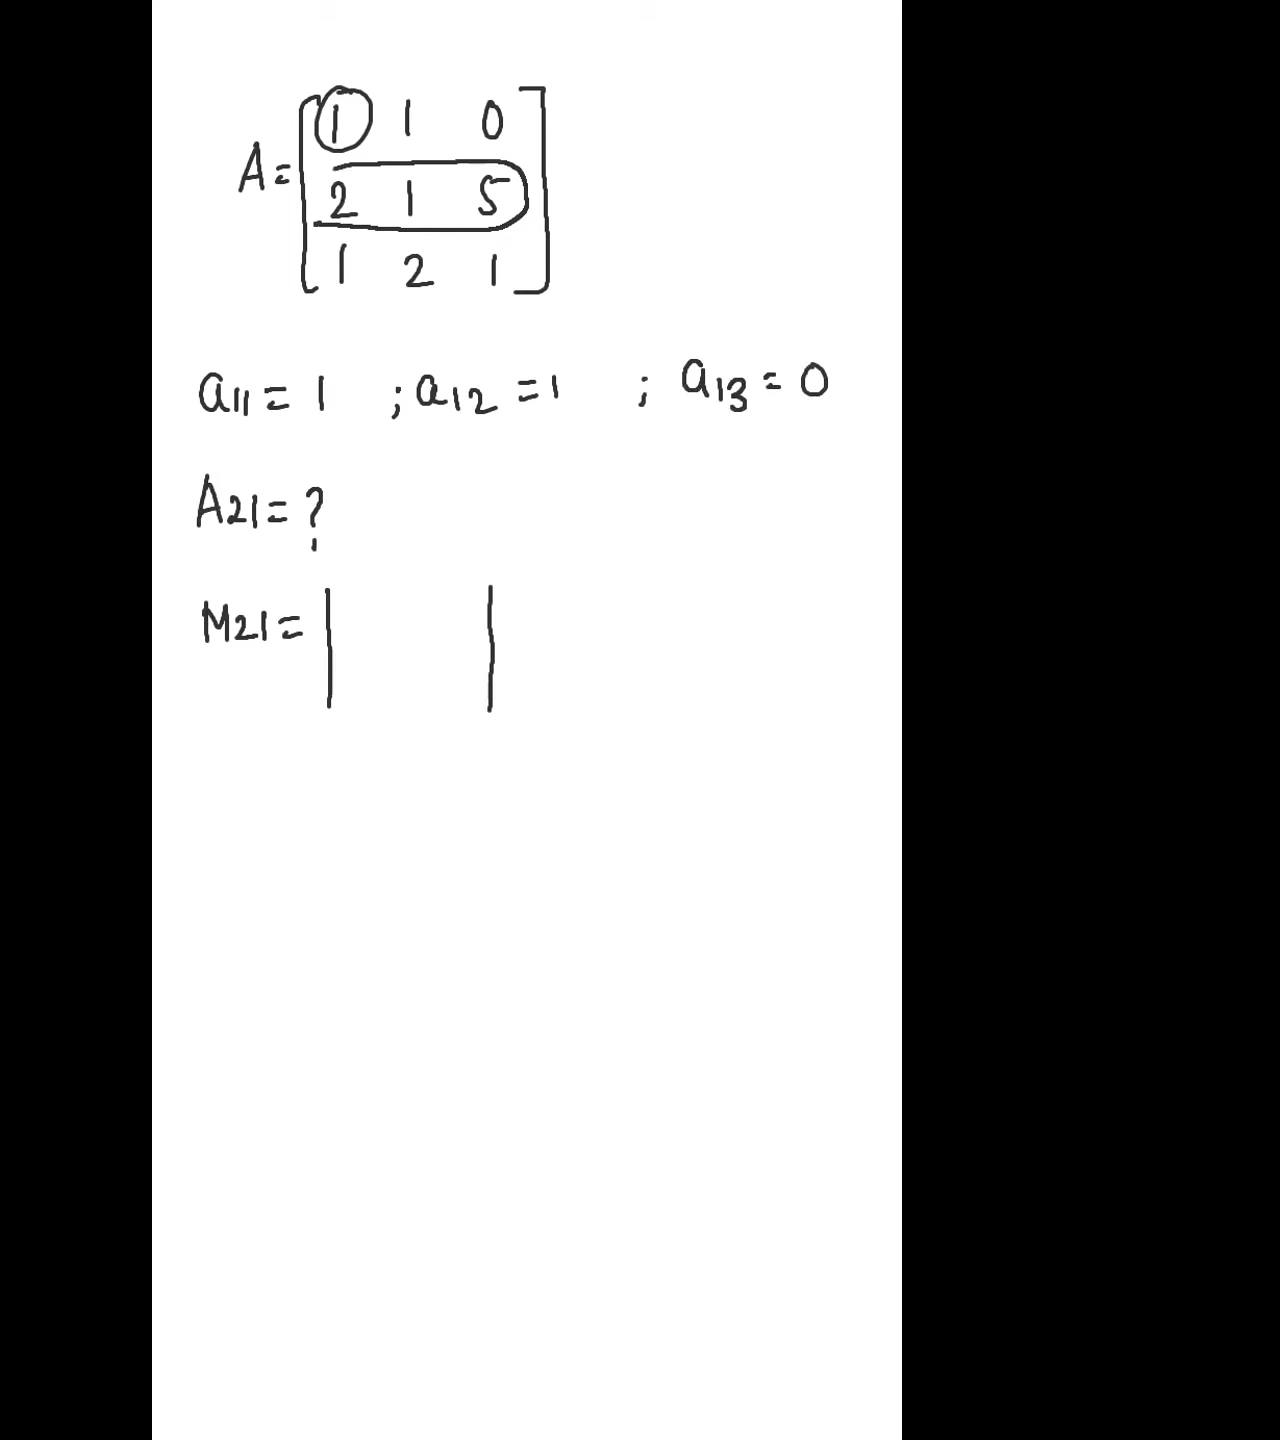 A = [ 1 1 0
2 1 5
1 2 1 ]
a11 = 1 ; a12 = 1 ; a13 = 0
A21 = ?
M21 = | |